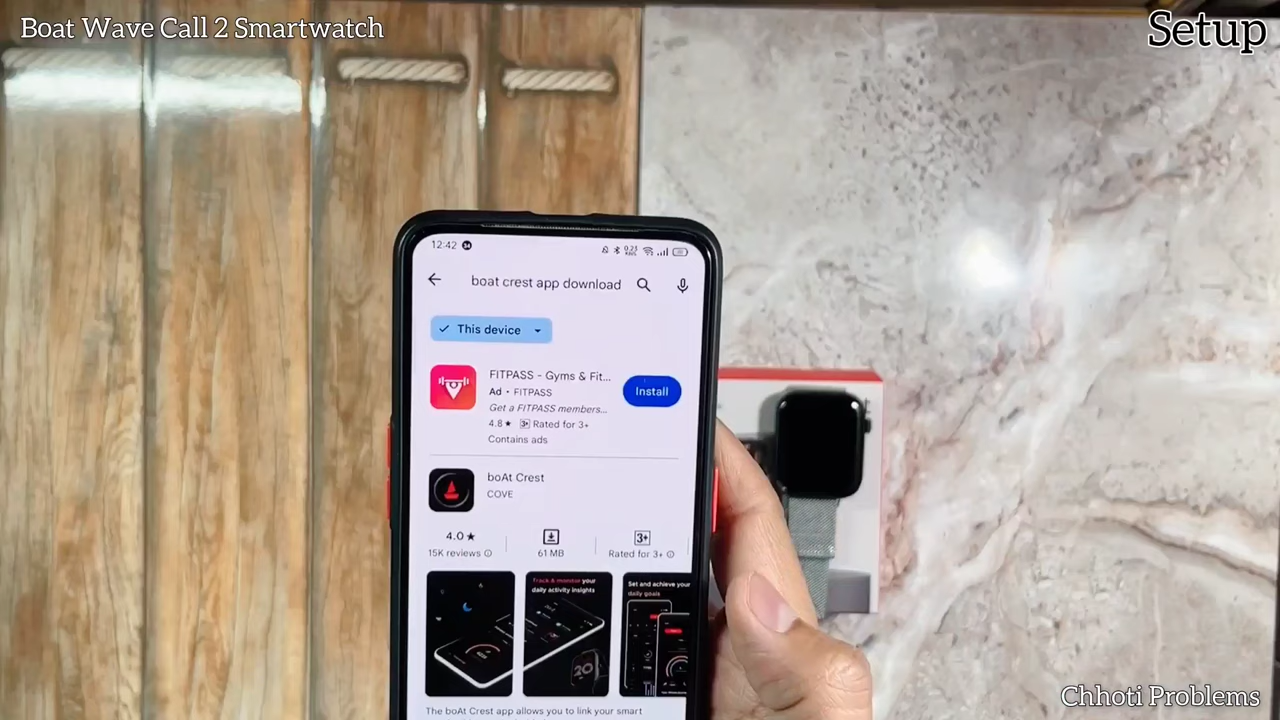 Boat Wave Call 2 Smartwatch
Setup
12:42
boat crest app download
This device
FITPASS - Gyms & Fit...
Ad • FITPASS
Install
Get a FITPASS members...
4.8★ 3+ Rated for 3+
Contains ads
boAt Crest
COVE
4.0★
3+
15K reviews
61 MB
Rated for 3+
Track & monitor your
daily activity insights
Set and achieve your
daily goals
20
The boAt Crest app allows you to link your smart
Chhoti Problems